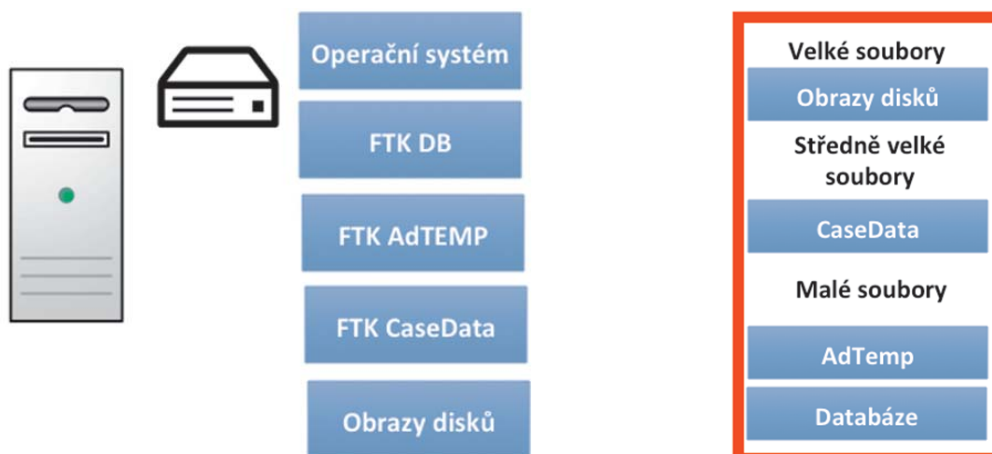 Operační systém
FTK DB
FTK AdTEMP
FTK CaseData
Obrazy disků
Velké soubory
Obrazy disků
Středně velké
soubory
CaseData
Malé soubory
AdTemp
Databáze